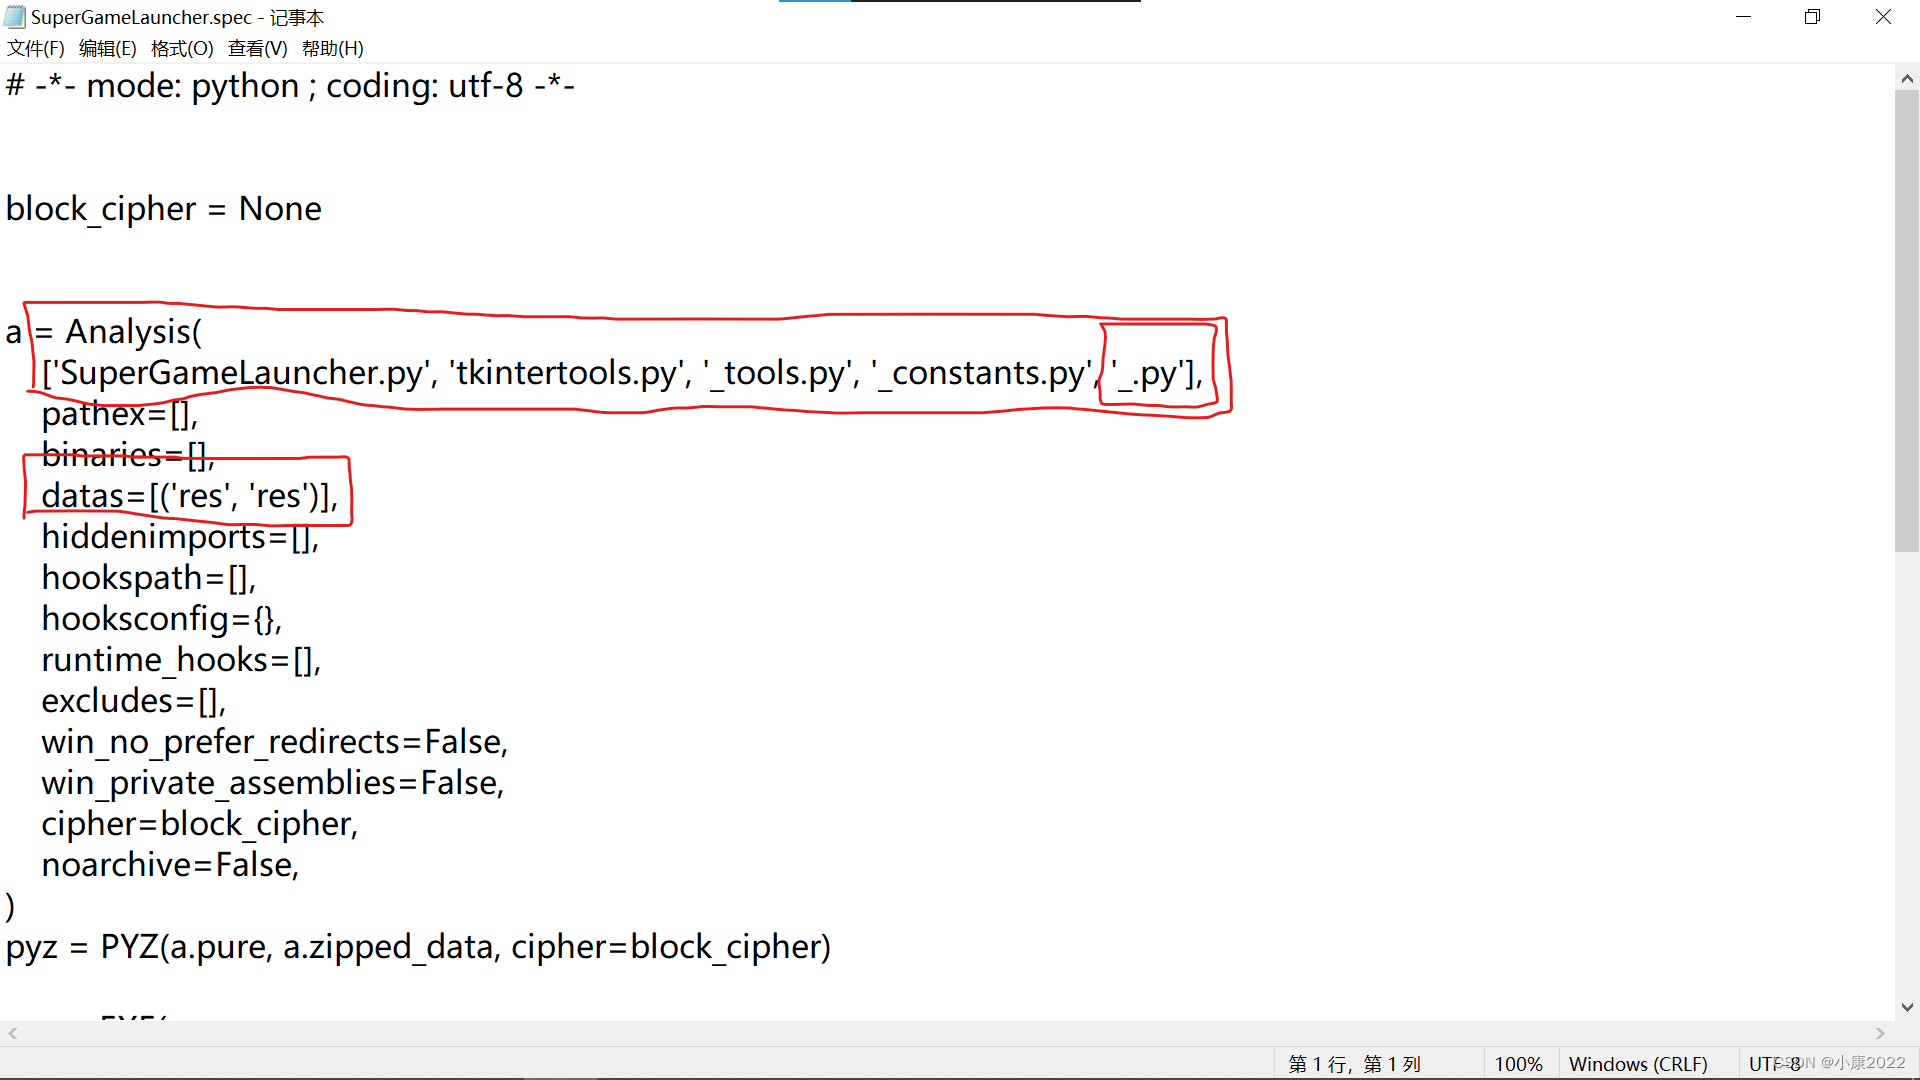 SuperGameLauncher.spec - 记事本
文件(F) 编辑(E) 格式(O) 查看(V) 帮助(H)
# -*- mode: python ; coding: utf-8 -*-
block_cipher = None
a = Analysis(
['SuperGameLauncher.py', 'tkintertools.py', '_tools.py', '_constants.py', '_.py'],
pathex=[],
binaries=[],
datas=[('res', 'res')],
hiddenimports=[],
hookspath=[],
hooksconfig={},
runtime_hooks=[],
excludes=[],
win_no_prefer_redirects=False,
win_private_assemblies=False,
cipher=block_cipher,
noarchive=False,
)
pyz = PYZ(a.pure, a.zipped_data, cipher=block_cipher)
第 1 行，第 1 列 100% Windows (CRLF) UTF-8
CSDN @小康2022